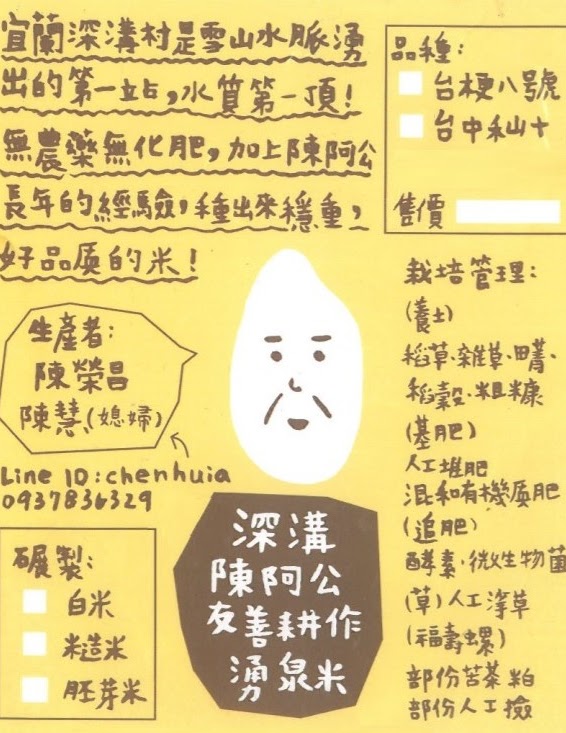 宜蘭深溝村是雪山水脈湧
出的第一站,水質第一頂!
無農藥無化肥,加上陳阿公
長年的經驗,種出來穩重,
好品质的米!
品種:
台梗八號
台中秈十
售價
生產者:
陳榮昌
陳慧(媳婦)
Line ID:chenhuia
0937836329
碾製:
白米
糙米
胚芽米
深溝
陳阿公
友善耕作
湧泉米
栽培管理:
(養土)
稻草、雜草、田菁、
稻穀、粗糠
(基肥)
人工堆肥
混和有機质肥
(追肥)
酵素、微生物菌
(草)人工淨草
(福壽螺)
部份苦茶粕
部份人工撿